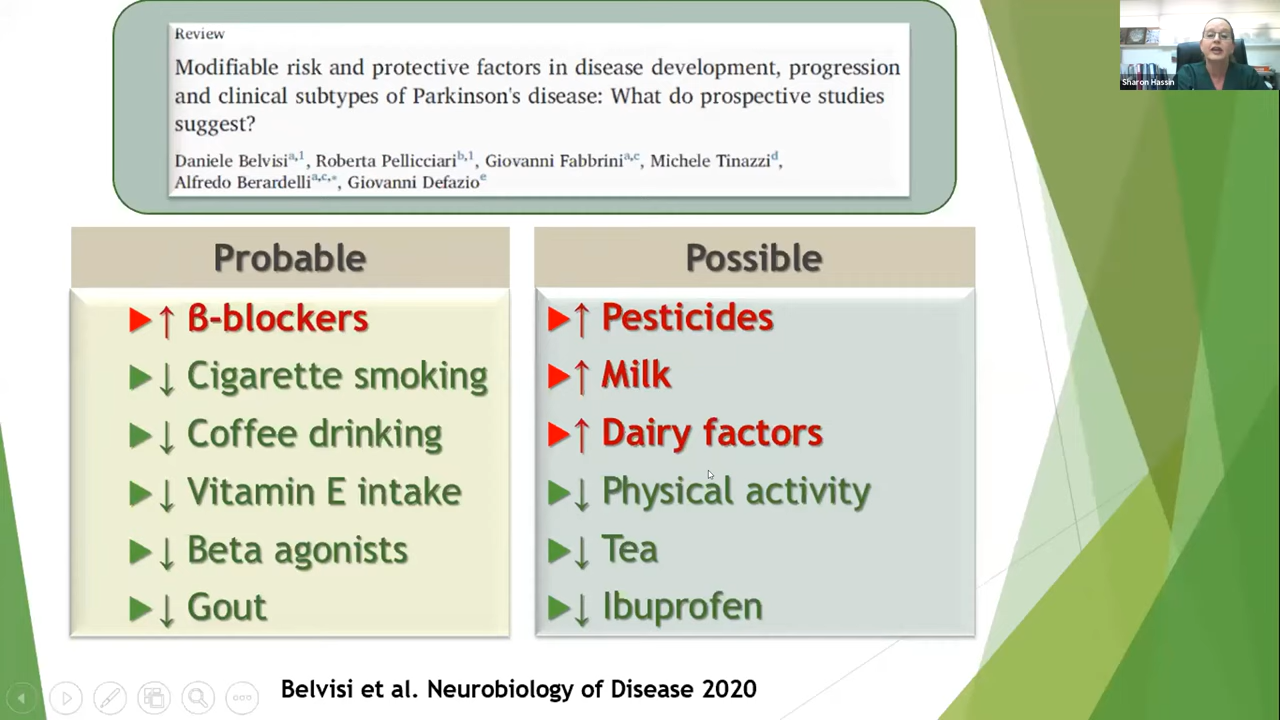 Review
Modifiable risk and protective factors in disease development, progression
and clinical subtypes of Parkinson's disease: What do prospective studies
suggest?
Daniele Belvisi a,1, Roberta Pellicciari b,1, Giovanni Fabbrini a,c, Michele Tinazzi d,
Alfredo Berardelli a,c,*, Giovanni Defazio e
Sharon Hassin
Probable
↑ ß-blockers
↓ Cigarette smoking
↓ Coffee drinking
↓ Vitamin E intake
↓ Beta agonists
↓ Gout
Possible
↑ Pesticides
↑ Milk
↑ Dairy factors
↓ Physical activity
↓ Tea
↓ Ibuprofen
Belvisi et al. Neurobiology of Disease 2020